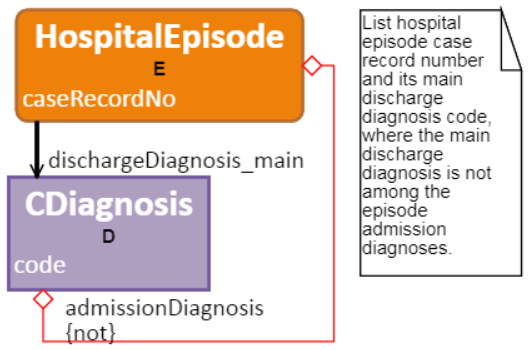 HospitalEpisode
E
caseRecordNo
dischargeDiagnosis_main
CDiagnosis
D
code
admissionDiagnosis
{not}
List hospital
episode case
record number
and its main
discharge
diagnosis code,
where the main
discharge
diagnosis is not
among the
episode
admission
diagnoses.